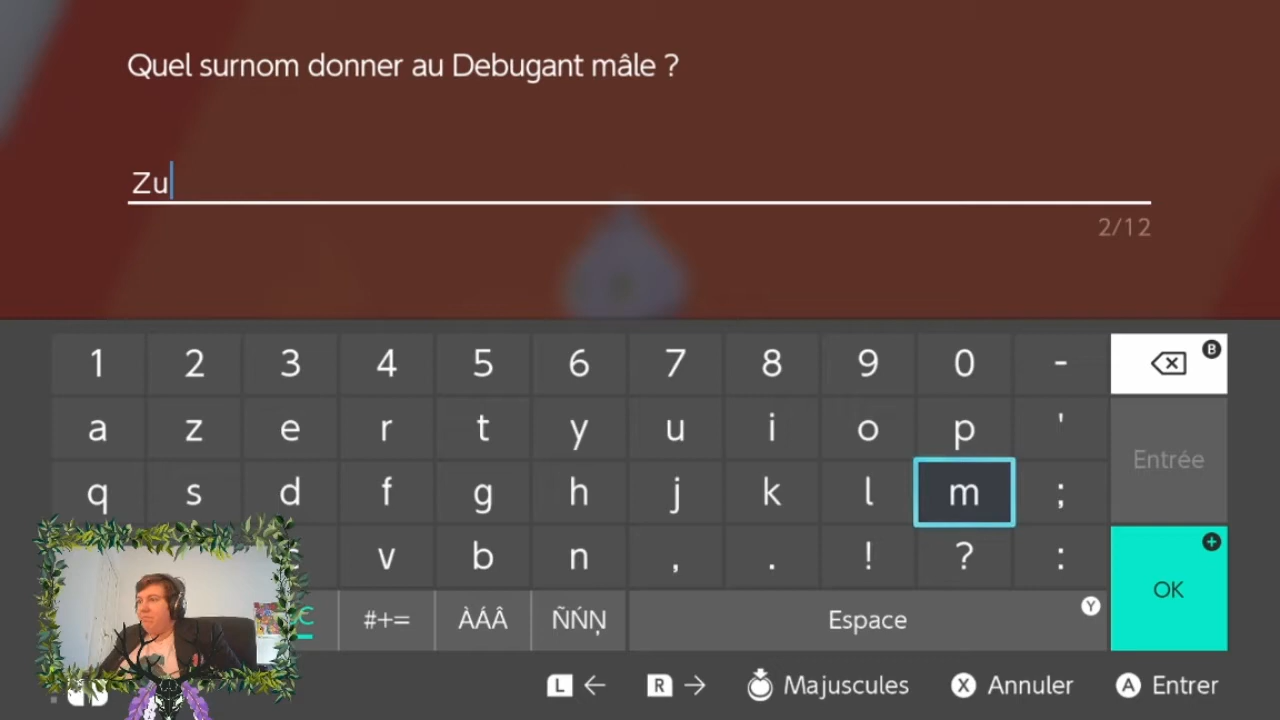 Quel surnom donner au Debugant mâle ?
Zu
2/12
1 2 3 4 5 6 7 8 9 0 - B
a z e r t y u i o p '
Entrée
q s d f g h j k l m ;
c v b n , . ! ? : +
OK
#+= ÀÁÂ ÑŃŅ Espace Y
L ← R → Majuscules X Annuler A Entrer